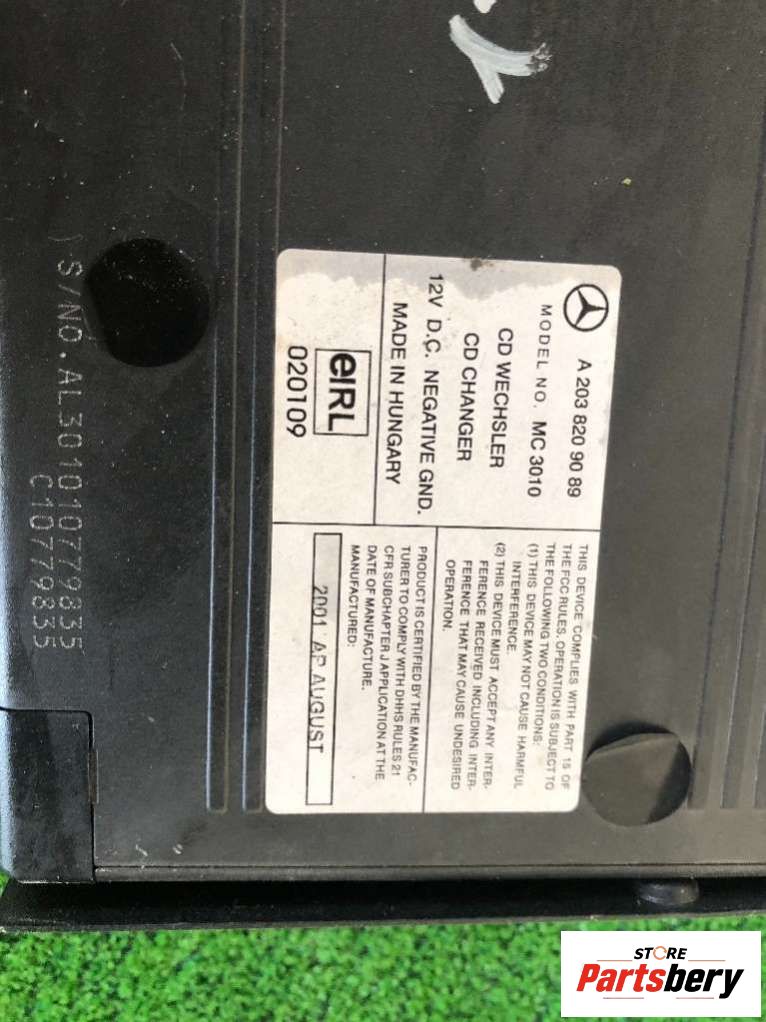 A 203 820 90 89
MODEL NO. MC 3010
CD WECHSLER
CD CHANGER
12V D.C. NEGATIVE GND.
MADE IN HUNGARY
eIRL
020109
THIS DEVICE COMPLIES WITH PART 15 OF
THE FCC RULES. OPERATION IS SUBJECT TO
THE FOLLOWING TWO CONDITIONS:
(1) THIS DEVICE MAY NOT CAUSE HARMFUL
INTERFERENCE.
(2) THIS DEVICE MUST ACCEPT ANY INTER-
FERENCE RECEIVED INCLUDING INTER-
FERENCE THAT MAY CAUSE UNDESIRED
OPERATION.
PRODUCT IS CERTIFIED BY THE MANUFAC-
TURER TO COMPLY WITH DHHS RULES 21
CFR SUBCHAPTER J APPLICATION AT THE
DATE OF MANUFACTURE.
MANUFACTURED:
2001 AP AUGUST
) S/NO.AL301010779835
C10779835
STORE
Partsbery